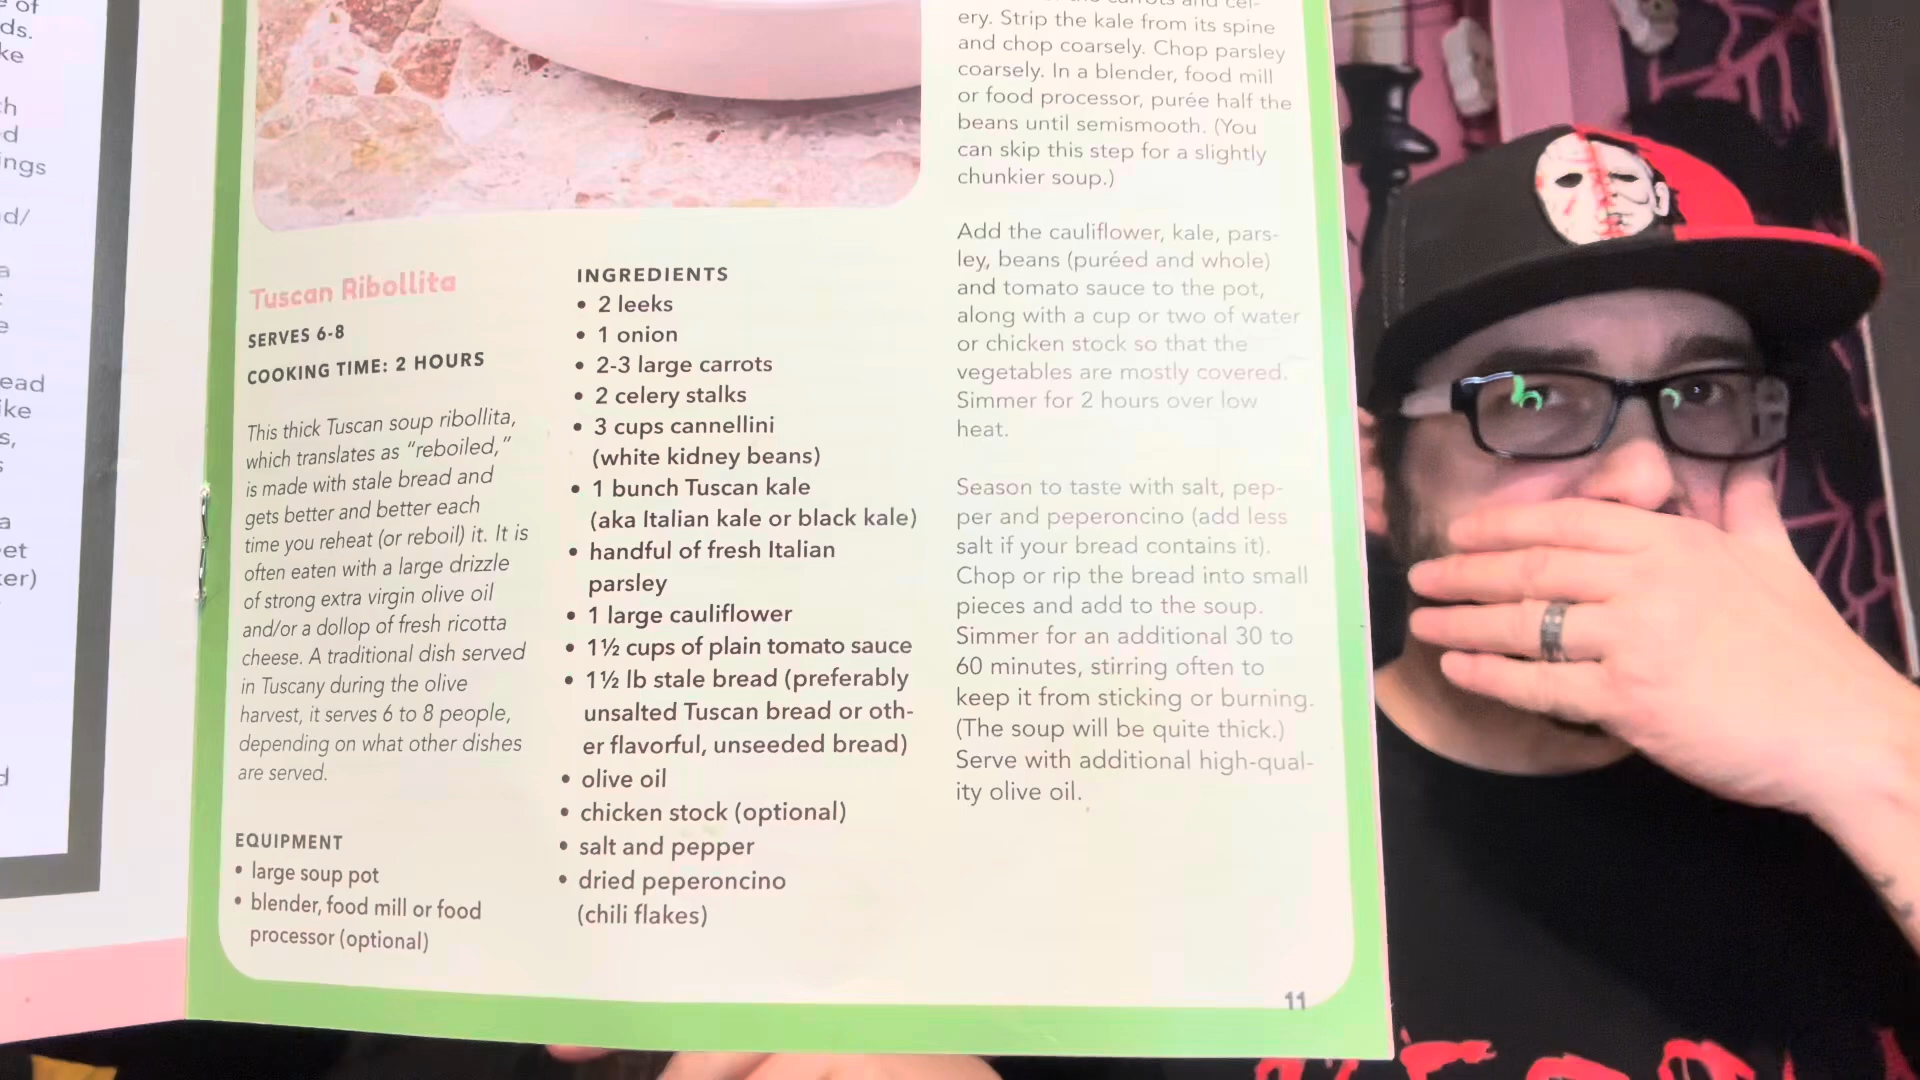 of
ds.
ke
d
ings
d/
ead
ike
s,
et
er)
Tuscan Ribollita
SERVES 6-8
COOKING TIME: 2 HOURS
This thick Tuscan soup ribollita,
which translates as “reboiled,”
is made with stale bread and
gets better and better each
time you reheat (or reboil) it. It is
often eaten with a large drizzle
of strong extra virgin olive oil
and/or a dollop of fresh ricotta
cheese. A traditional dish served
in Tuscany during the olive
harvest, it serves 6 to 8 people,
depending on what other dishes
are served.
EQUIPMENT
• large soup pot
• blender, food mill or food
processor (optional)
INGREDIENTS
• 2 leeks
• 1 onion
• 2-3 large carrots
• 2 celery stalks
• 3 cups cannellini
(white kidney beans)
• 1 bunch Tuscan kale
(aka Italian kale or black kale)
• handful of fresh Italian
parsley
• 1 large cauliflower
• 1½ cups of plain tomato sauce
• 1½ lb stale bread (preferably
unsalted Tuscan bread or oth-
er flavorful, unseeded bread)
• olive oil
• chicken stock (optional)
• salt and pepper
• dried peperoncino
(chili flakes)
carrots and cel-
ery. Strip the kale from its spine
and chop coarsely. Chop parsley
coarsely. In a blender, food mill
or food processor, purée half the
beans until semismooth. (You
can skip this step for a slightly
chunkier soup.)
Add the cauliflower, kale, pars-
ley, beans (puréed and whole)
and tomato sauce to the pot,
along with a cup or two of water
or chicken stock so that the
vegetables are mostly covered.
Simmer for 2 hours over low
heat.
Season to taste with salt, pep-
per and peperoncino (add less
salt if your bread contains it).
Chop or rip the bread into small
pieces and add to the soup.
Simmer for an additional 30 to
60 minutes, stirring often to
keep it from sticking or burning.
(The soup will be quite thick.)
Serve with additional high-qual-
ity olive oil.
11